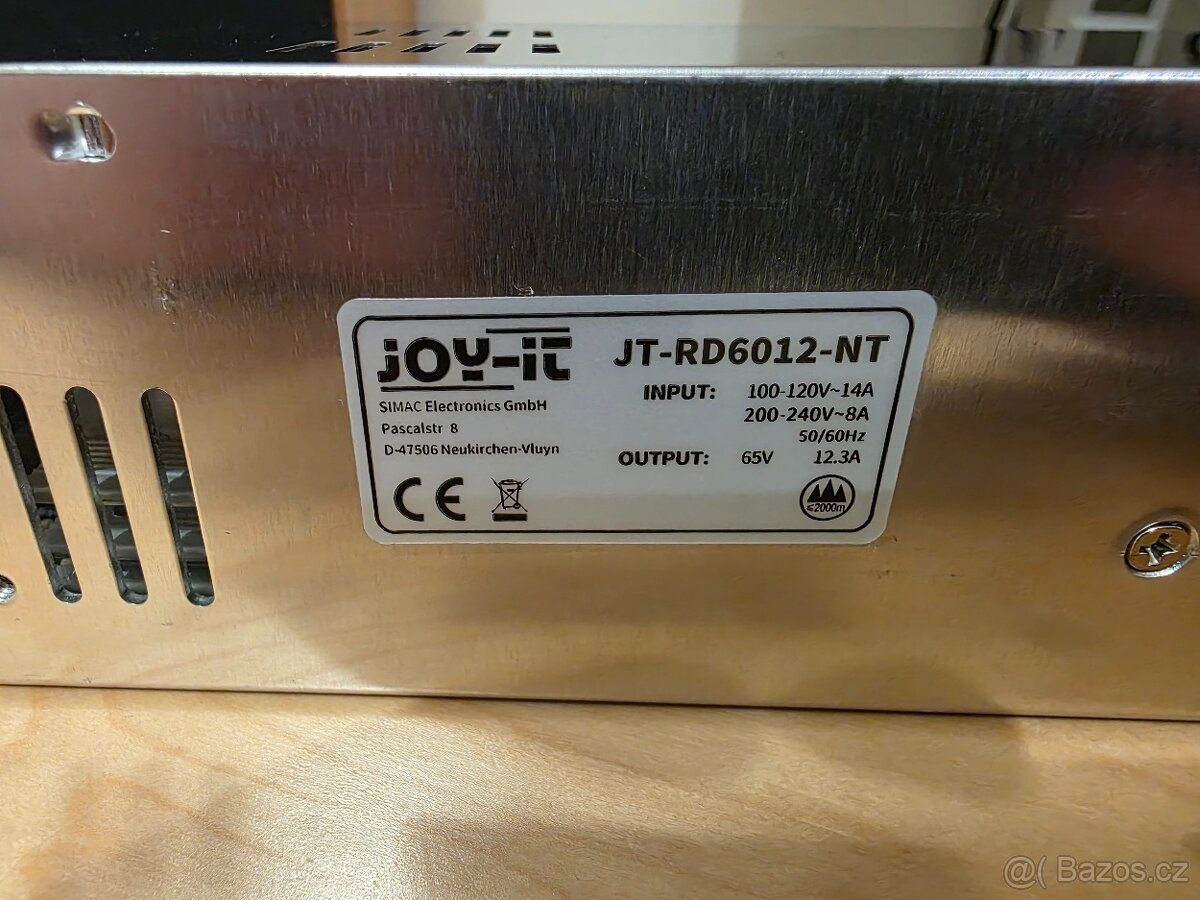 JOY-iT
SIMAC Electronics GmbH
Pascalstr 8
D-47506 Neukirchen-Vluyn
CE
JT-RD6012-NT
INPUT: 100-120V~14A
200-240V~8A
50/60Hz
OUTPUT: 65V 12.3A
≤2000m
@( Bazos.cz